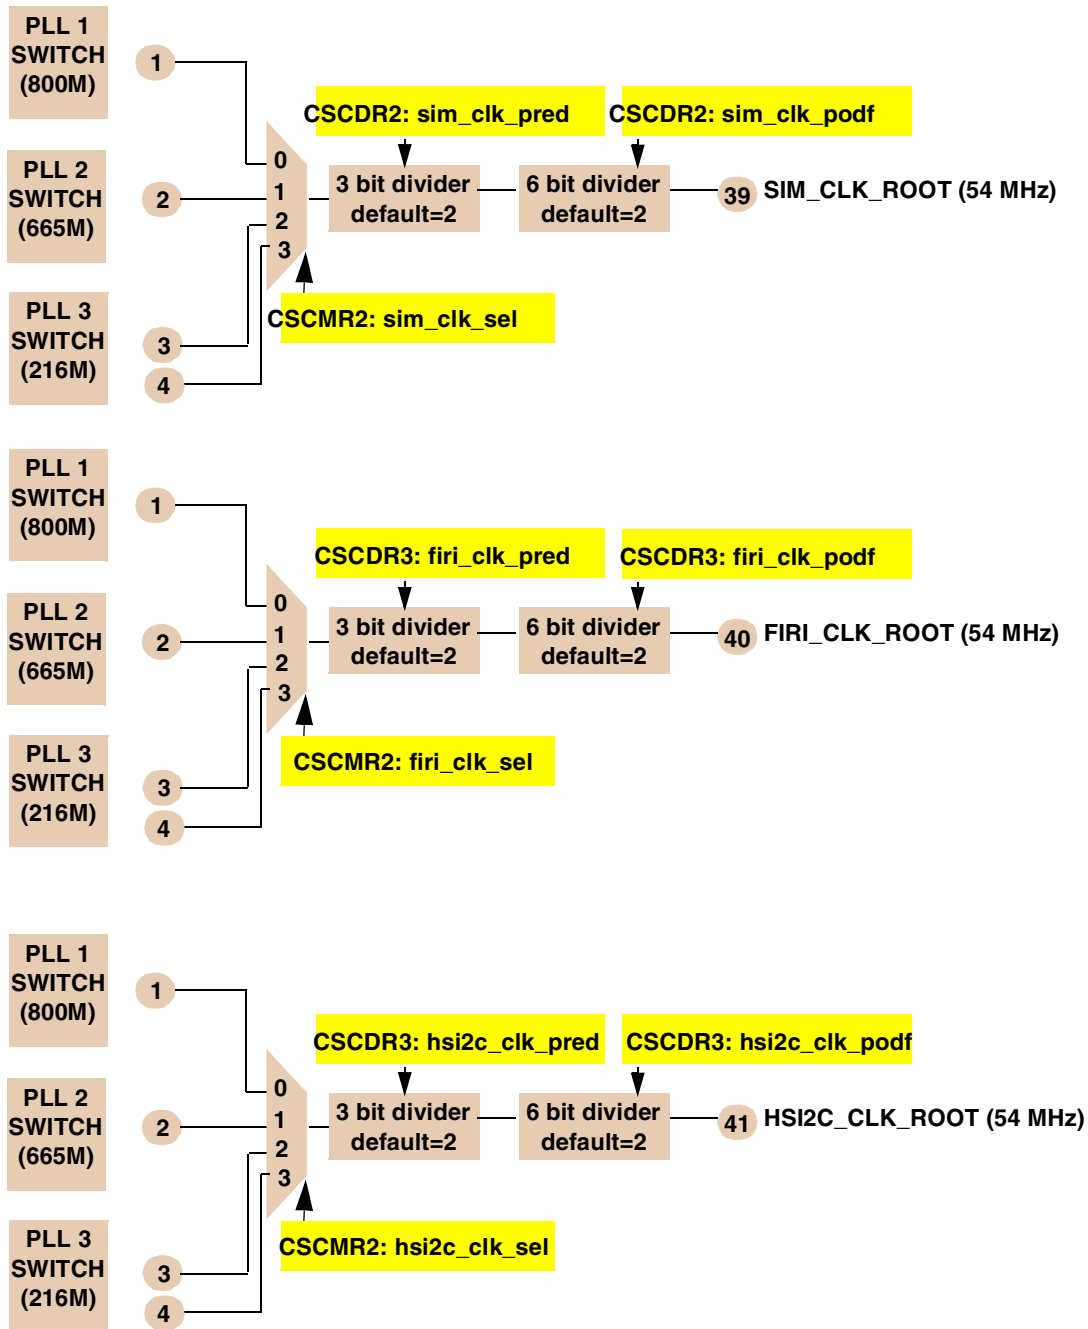 PLL 1
SWITCH
(800M)
1
CSCDR2: sim_clk_pred
CSCDR2: sim_clk_podf
PLL 2
SWITCH
(665M)
2
0
1
2
3
3 bit divider
default=2
6 bit divider
default=2
39
SIM_CLK_ROOT (54 MHz)
CSCMR2: sim_clk_sel
PLL 3
SWITCH
(216M)
3
4
PLL 1
SWITCH
(800M)
1
CSCDR3: firi_clk_pred
CSCDR3: firi_clk_podf
PLL 2
SWITCH
(665M)
2
0
1
2
3
3 bit divider
default=2
6 bit divider
default=2
40
FIRI_CLK_ROOT (54 MHz)
CSCMR2: firi_clk_sel
PLL 3
SWITCH
(216M)
3
4
PLL 1
SWITCH
(800M)
1
CSCDR3: hsi2c_clk_pred
CSCDR3: hsi2c_clk_podf
PLL 2
SWITCH
(665M)
2
0
1
2
3
3 bit divider
default=2
6 bit divider
default=2
41
HSI2C_CLK_ROOT (54 MHz)
CSCMR2: hsi2c_clk_sel
PLL 3
SWITCH
(216M)
3
4